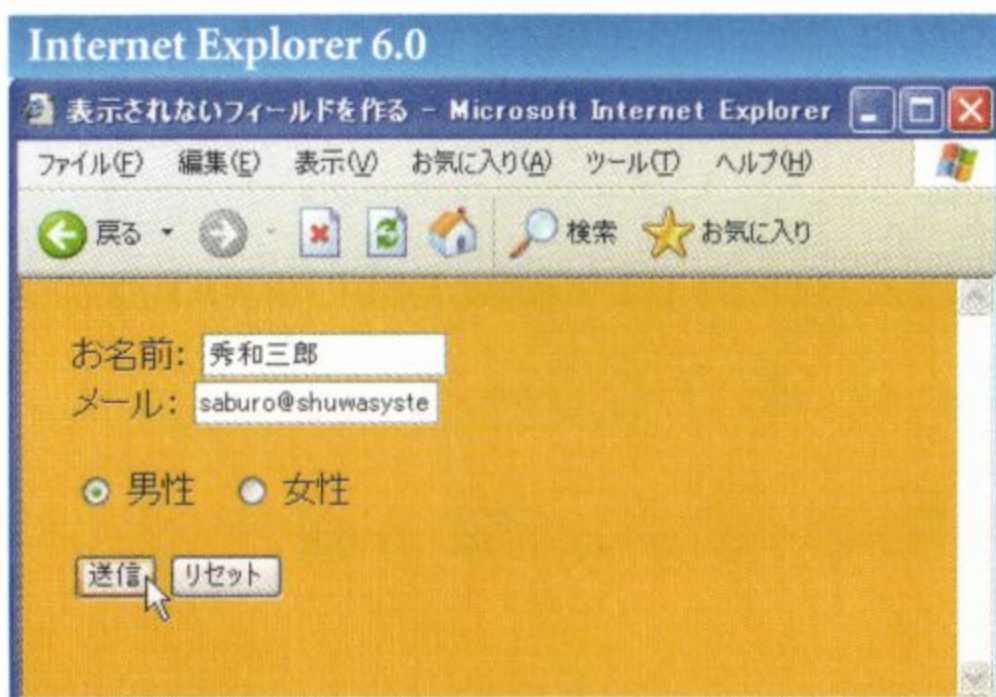 Internet Explorer 6.0
表示されないフィールドを作る - Microsoft Internet Explorer
ファイル(F) 編集(E) 表示(V) お気に入り(A) ツール(T) ヘルプ(H)
戻る 検索 お気に入り
お名前: 秀和三郎
メール: saburo@shuwasyste
男性 女性
送信 リセット